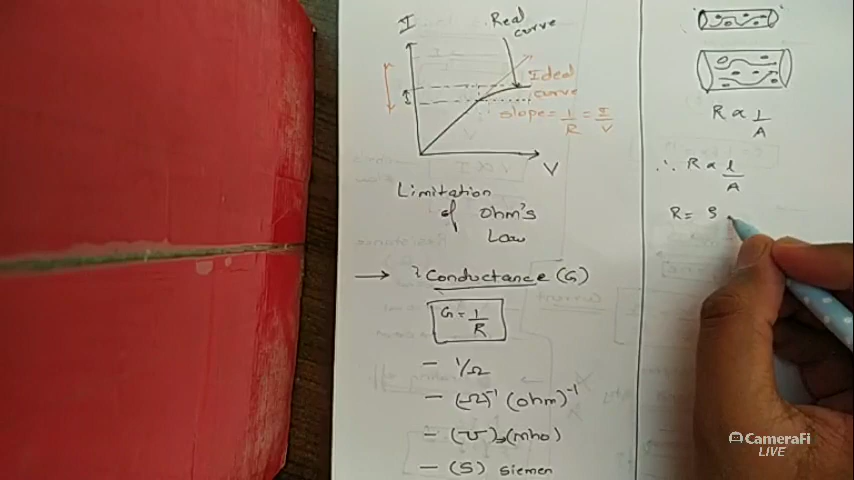 I
Real
curve
Ideal
curve
I
slope = 1/R = I/V
V
Limitation
of Ohm's
Law
→ Conductance (G)
G = 1/R
- 1/Ω
- (Ω)⁻¹ (ohm)⁻¹
- (℧) → (mho)
- (S) siemen
R ∝ 1/A
∴ R ∝ l/A
R = ρ
CameraFi
LIVE